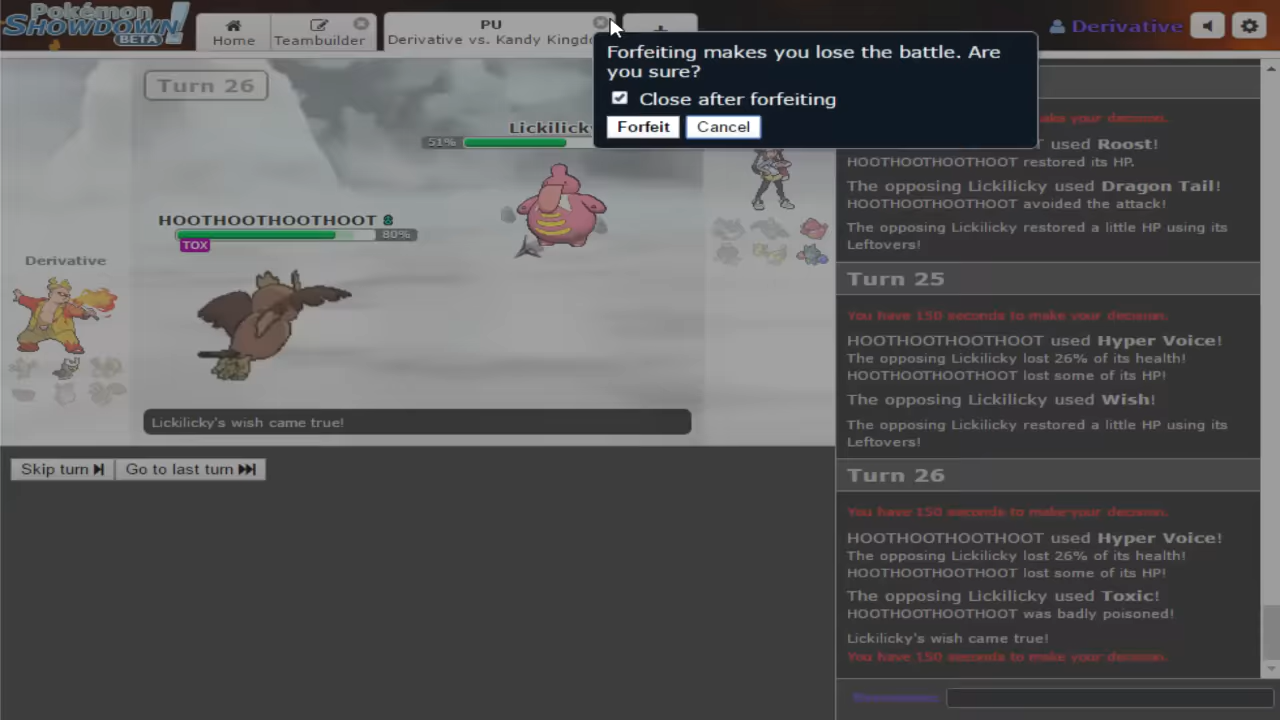 Pokémon
SHOWDOWN!
BETA
Home
Teambuilder
PU
Derivative vs. Kandy Kingd
+
Derivative
Forfeiting makes you lose the battle. Are
you sure?
Close after forfeiting
Forfeit
Cancel
Turn 26
Lickilick
51%
HOOTHOOTHOOTHOOT
80%
TOX
Derivative
Lickilicky's wish came true!
Skip turn
Go to last turn
make your decision.
T used Roost!
HOOTHOOTHOOTHOOT restored its HP.
The opposing Lickilicky used Dragon Tail!
HOOTHOOTHOOTHOOT avoided the attack!
The opposing Lickilicky restored a little HP using its
Leftovers!
Turn 25
You have 150 seconds to make your decision.
HOOTHOOTHOOTHOOT used Hyper Voice!
The opposing Lickilicky lost 26% of its health!
HOOTHOOTHOOTHOOT lost some of its HP!
The opposing Lickilicky used Wish!
The opposing Lickilicky restored a little HP using its
Leftovers!
Turn 26
You have 150 seconds to make your decision.
HOOTHOOTHOOTHOOT used Hyper Voice!
The opposing Lickilicky lost 26% of its health!
HOOTHOOTHOOTHOOT lost some of its HP!
The opposing Lickilicky used Toxic!
HOOTHOOTHOOTHOOT was badly poisoned!
Lickilicky's wish came true!
You have 150 seconds to make your decision.